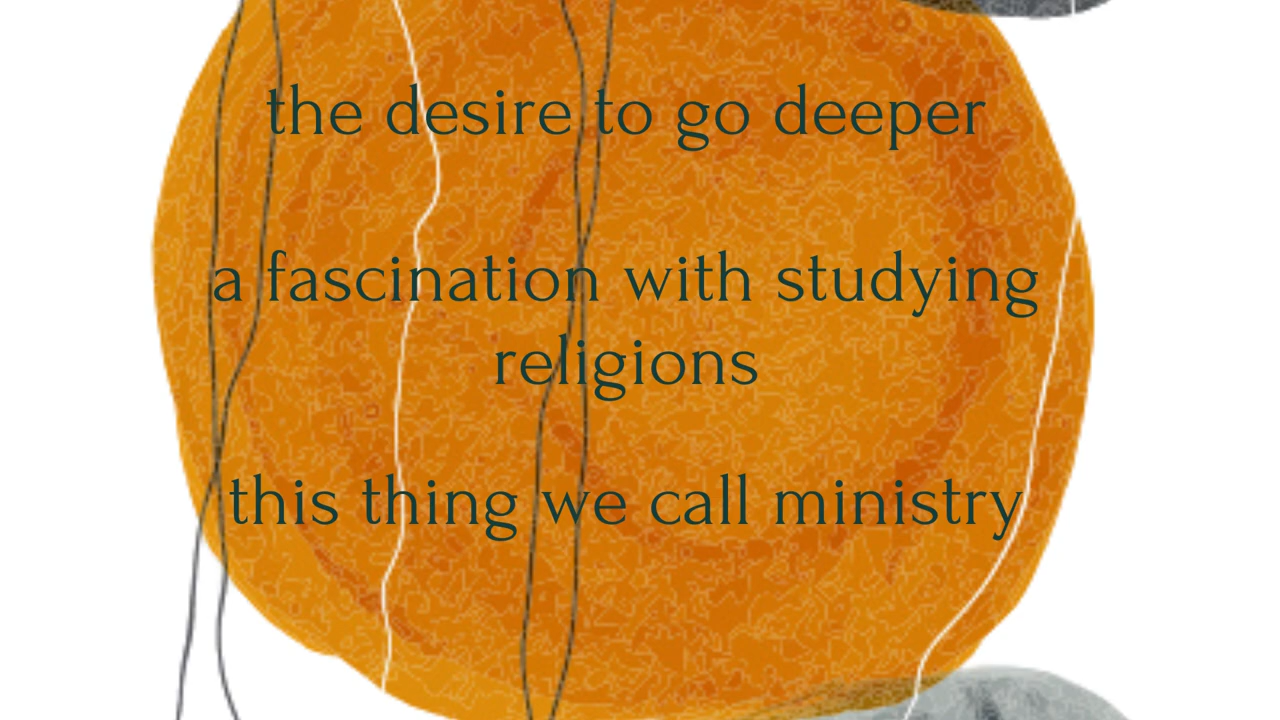 the desire to go deeper
a fascination with studying
religions
this thing we call ministry